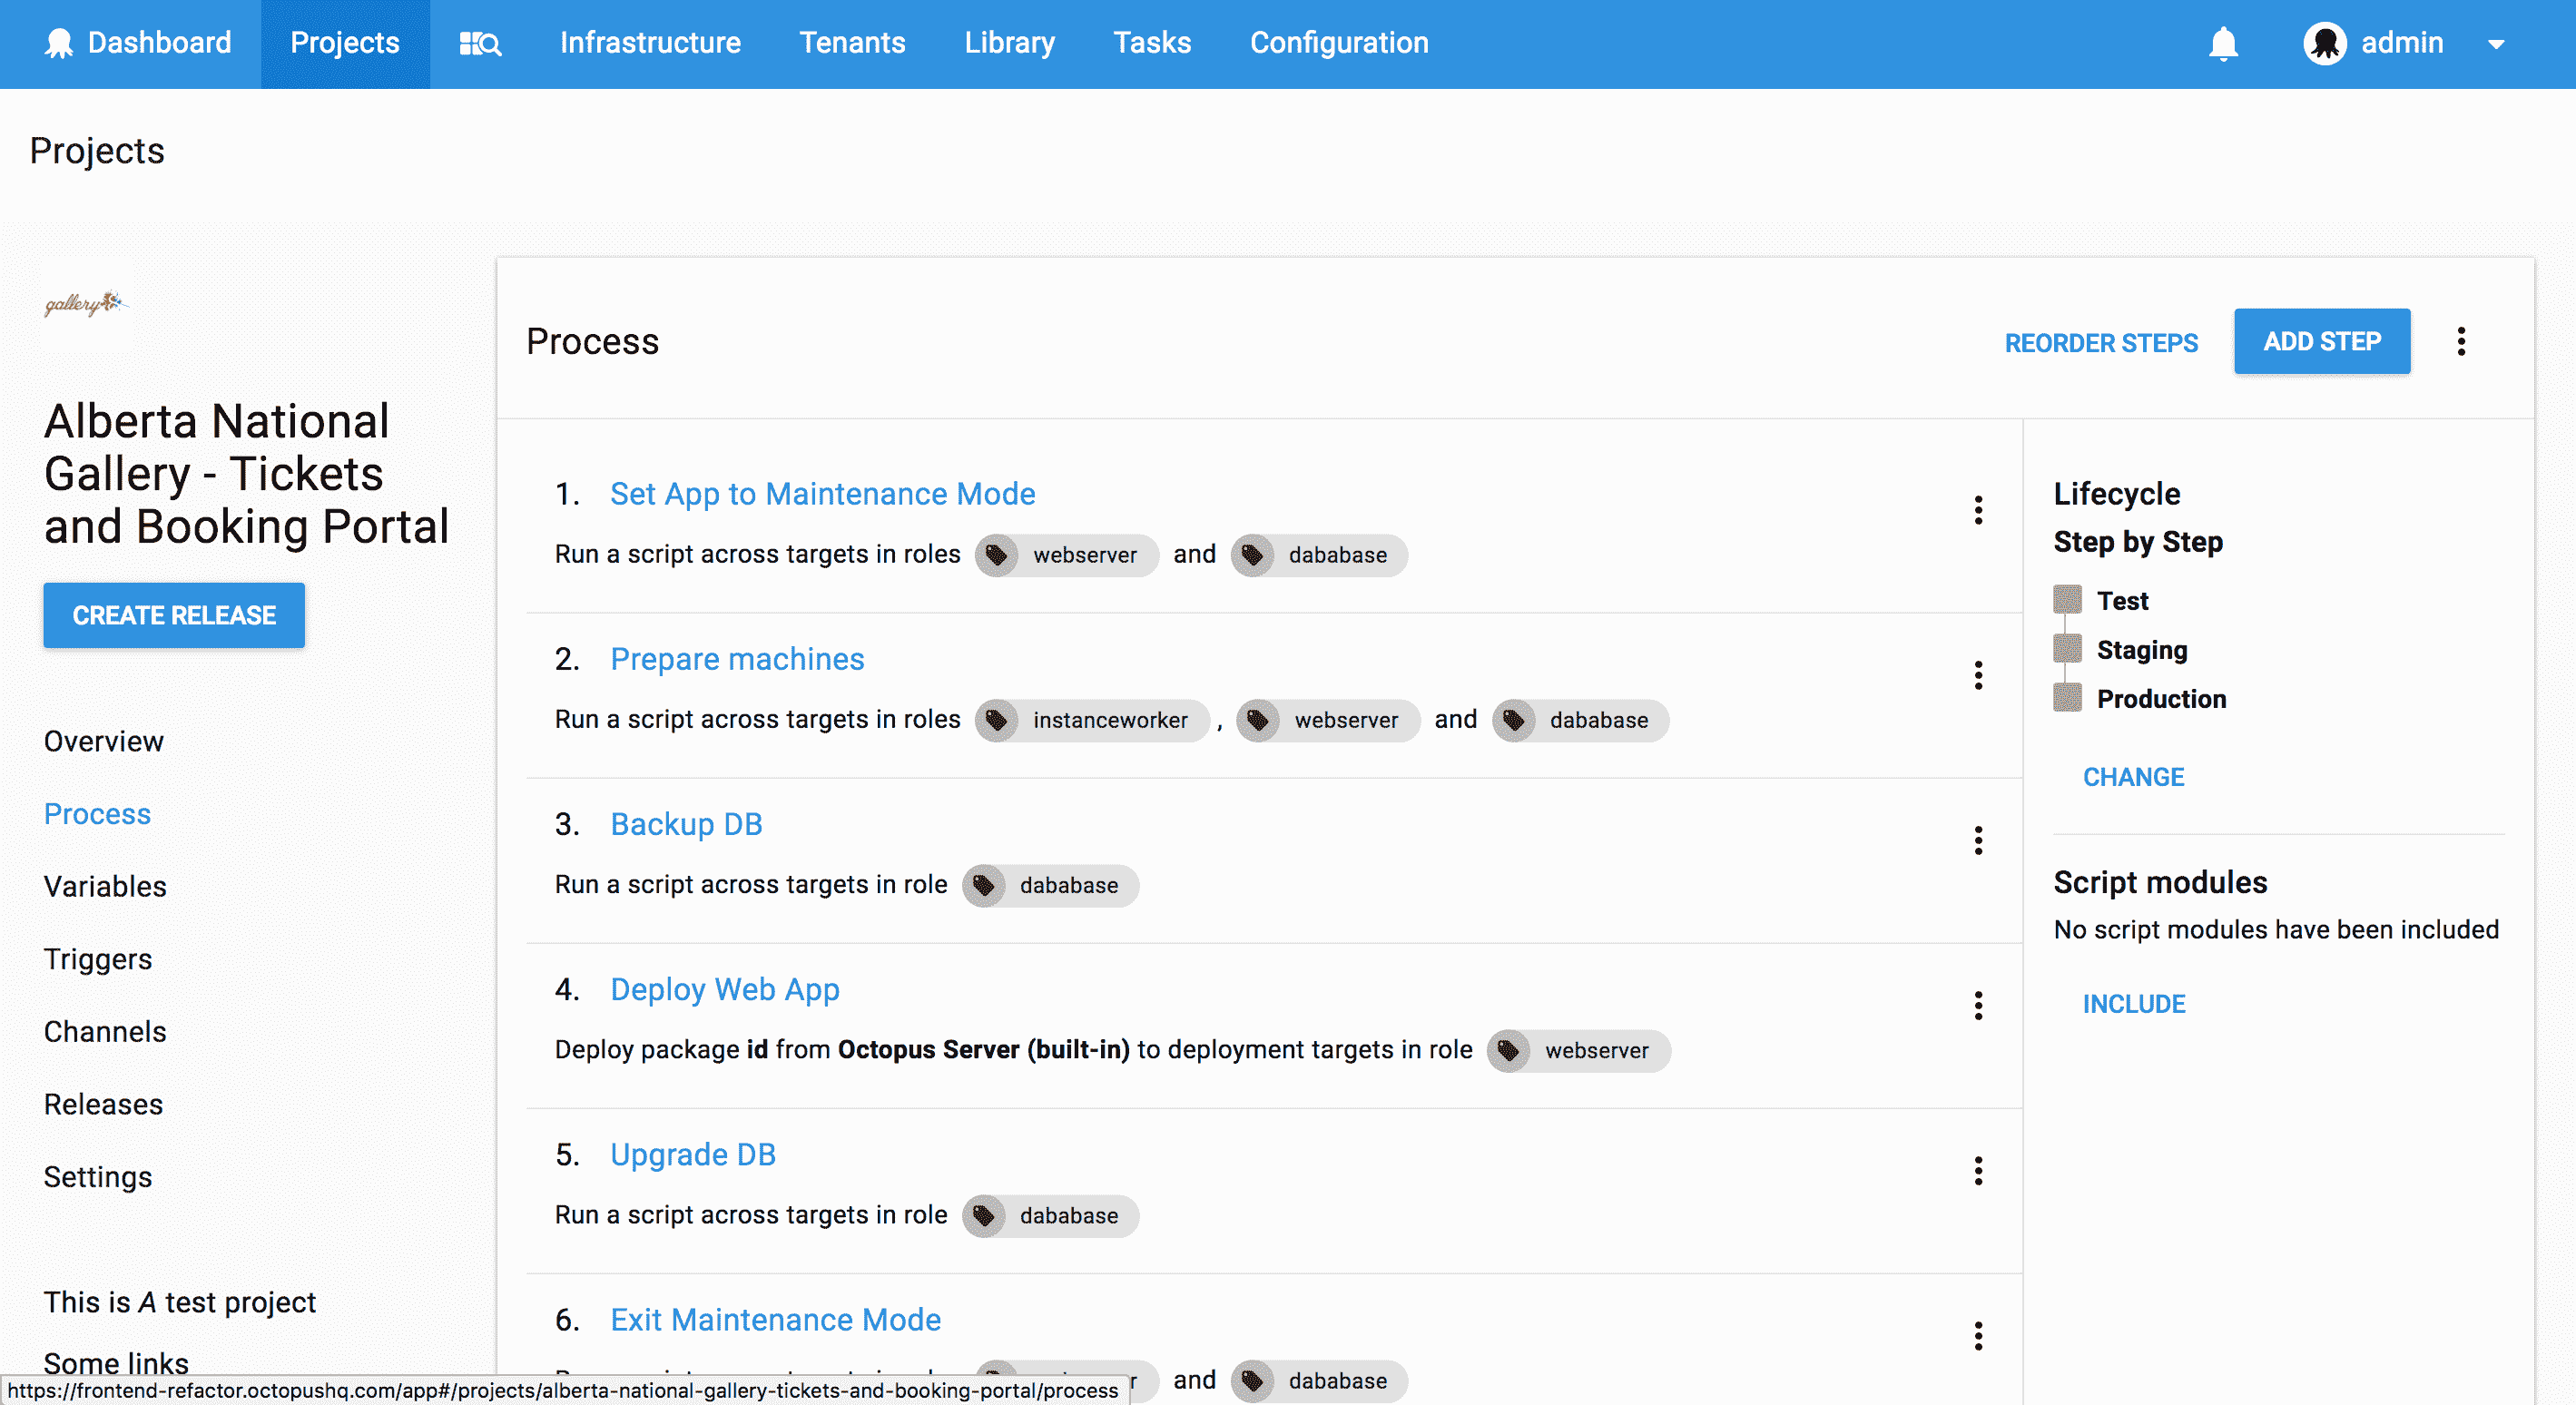 Dashboard Projects Infrastructure Tenants Library Tasks Configuration admin
Projects
gallery
Alberta National
Gallery - Tickets
and Booking Portal
CREATE RELEASE
Overview
Process
Variables
Triggers
Channels
Releases
Settings
This is A test project
Some links
https://frontend-refactor.octopushq.com/app#/projects/alberta-national-gallery-tickets-and-booking-portal/process
Process REORDER STEPS ADD STEP
1. Set App to Maintenance Mode
Run a script across targets in roles webserver and dababase
2. Prepare machines
Run a script across targets in roles instanceworker , webserver and dababase
3. Backup DB
Run a script across targets in role dababase
4. Deploy Web App
Deploy package id from Octopus Server (built-in) to deployment targets in role webserver
5. Upgrade DB
Run a script across targets in role dababase
6. Exit Maintenance Mode
and dababase
Lifecycle
Step by Step
Test
Staging
Production
CHANGE
Script modules
No script modules have been included
INCLUDE